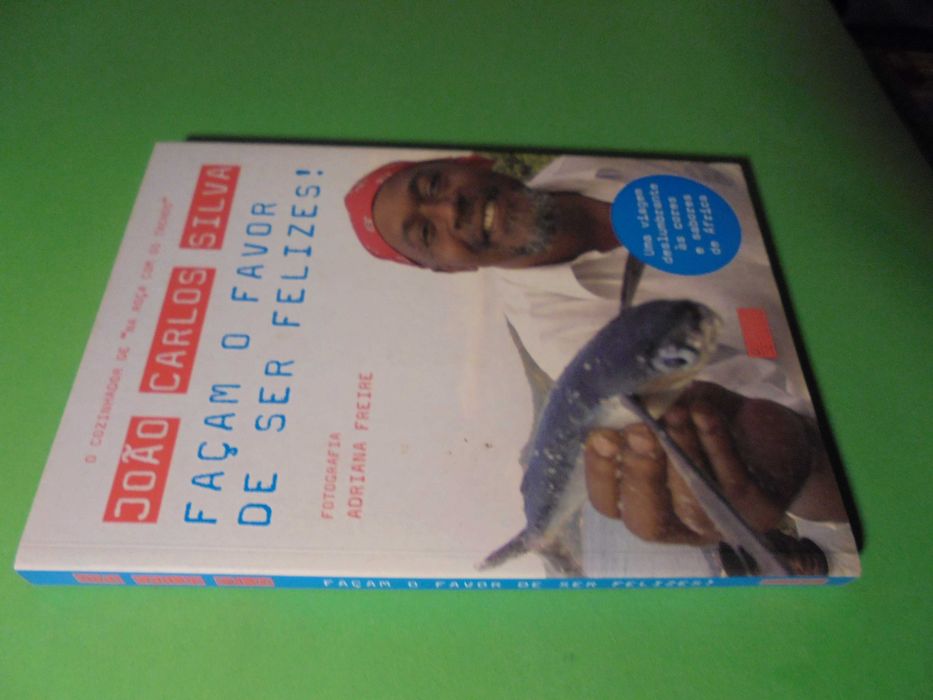 O COZINHADOR DE "NA ROÇA COM OS TACHOS"
JOÃO CARLOS SILVA
FAÇAM O FAVOR
DE SER FELIZES!
FOTOGRAFIA
ADRIANA FREIRE
Uma viagem
deslumbrante
às cores
e sabores
de África
FAÇAM O FAVOR DE SER FELIZES!